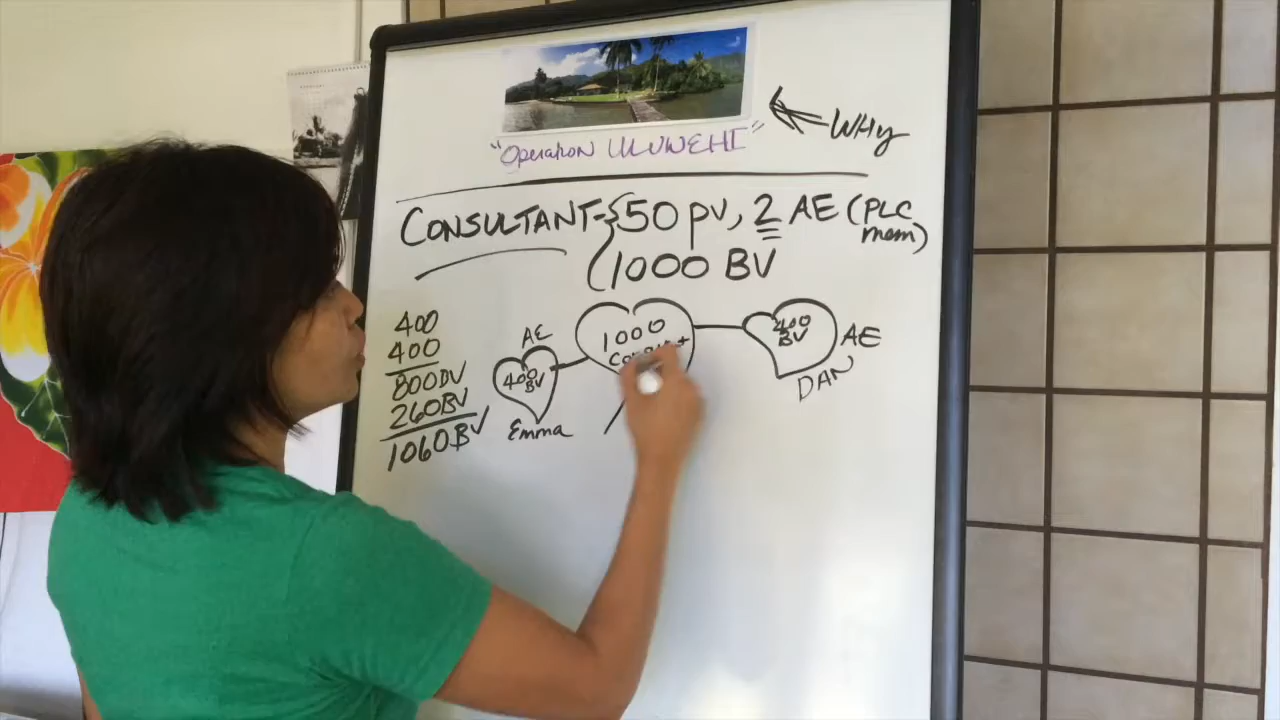 "Operation ULUWEHI"
WHy
CONSULTANT - {50 pv, 2 AE (PLC
mem)
1000 BV
400
400
800BV
260BV
1060BV
AE
400
BV
Emma
1000
400
BV
AE
DAN